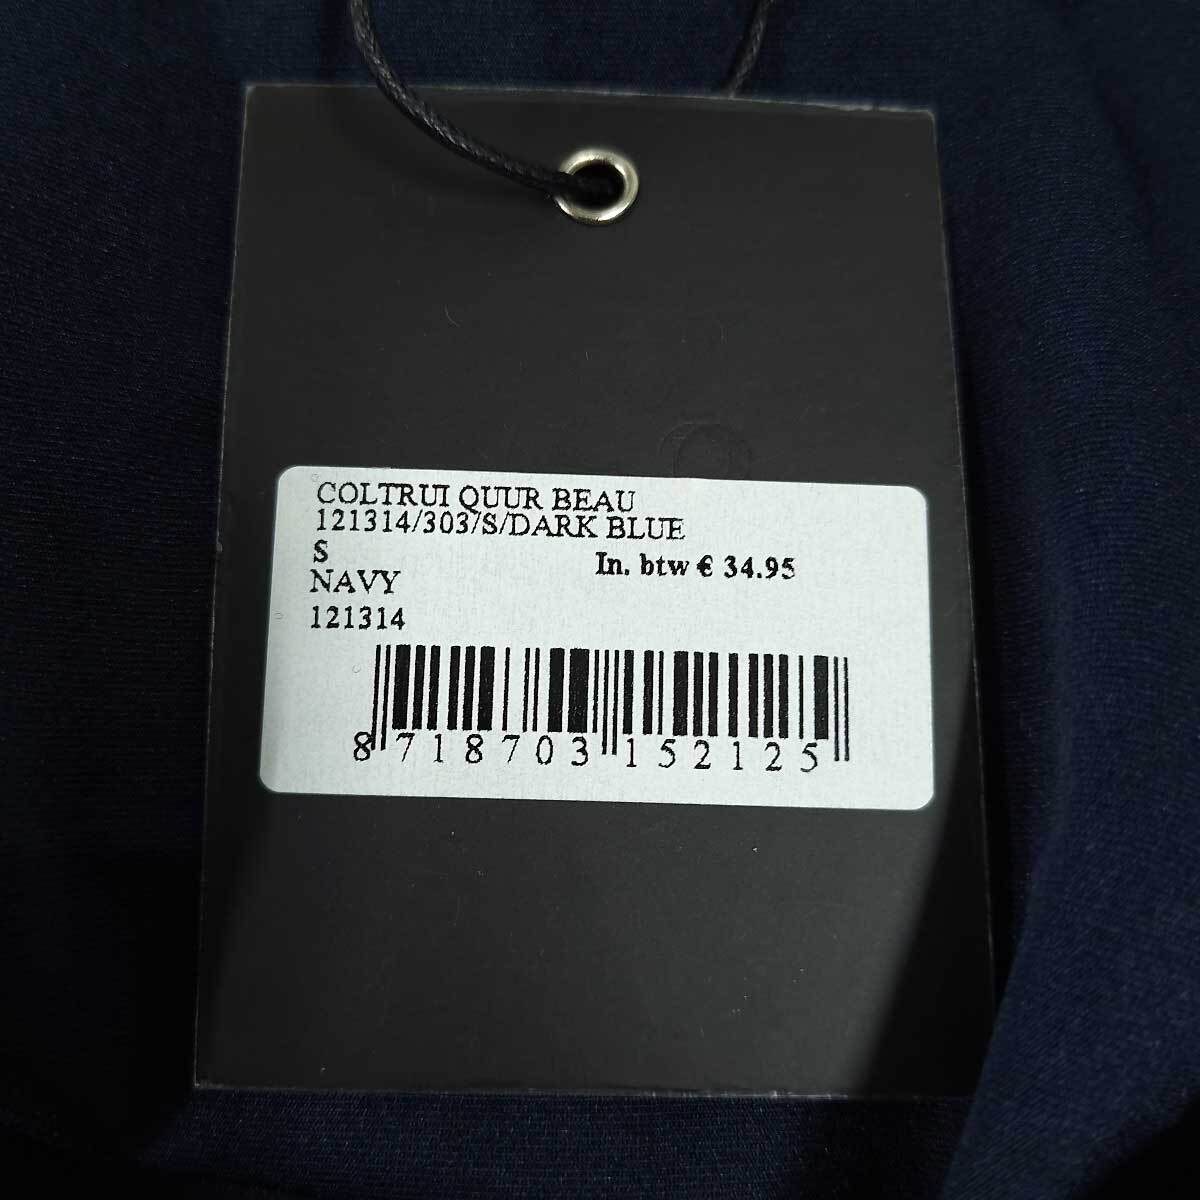 COLTRUI QUUR BEAU
121314/303/S/DARK BLUE
S
In. btw € 34.95
NAVY
121314
8 718703 152125